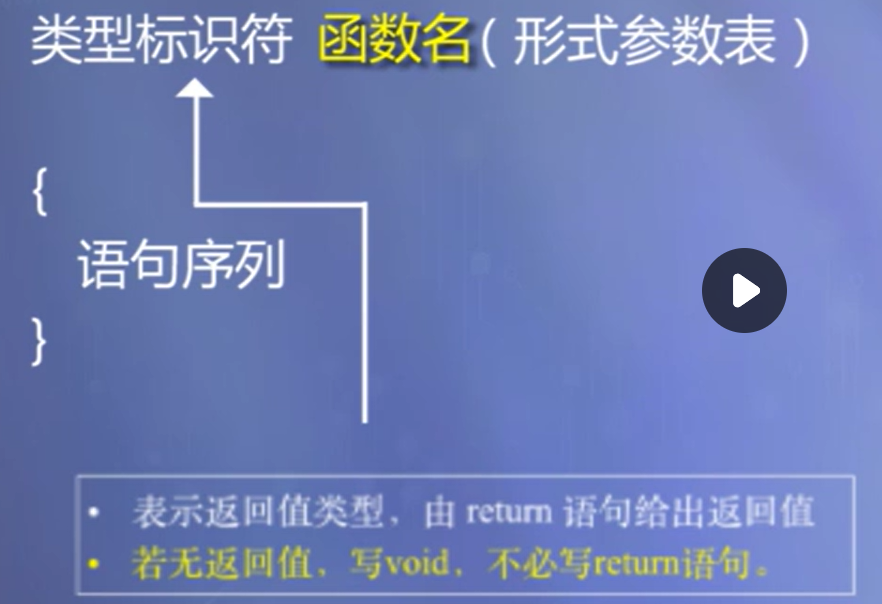 类型标识符 函数名( 形式参数表 )
{
语句序列
}
• 表示返回值类型，由 return 语句给出返回值
• 若无返回值，写void，不必写return语句。